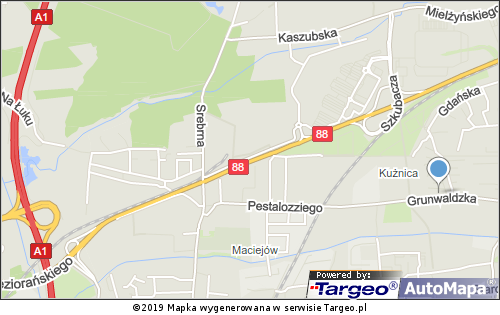 A1
Kaszubska
Mielżyńskiego
Na Łuku
Srebrna
Szkubacza
Gdańska
88
88
Kuźnica
Grunwaldzka
Pestalozziego
Maciejów
A1
eziorańskiego
Powered by:
Targeo AutoMapa
©2019 Mapka wygenerowana w serwisie Targeo.pl